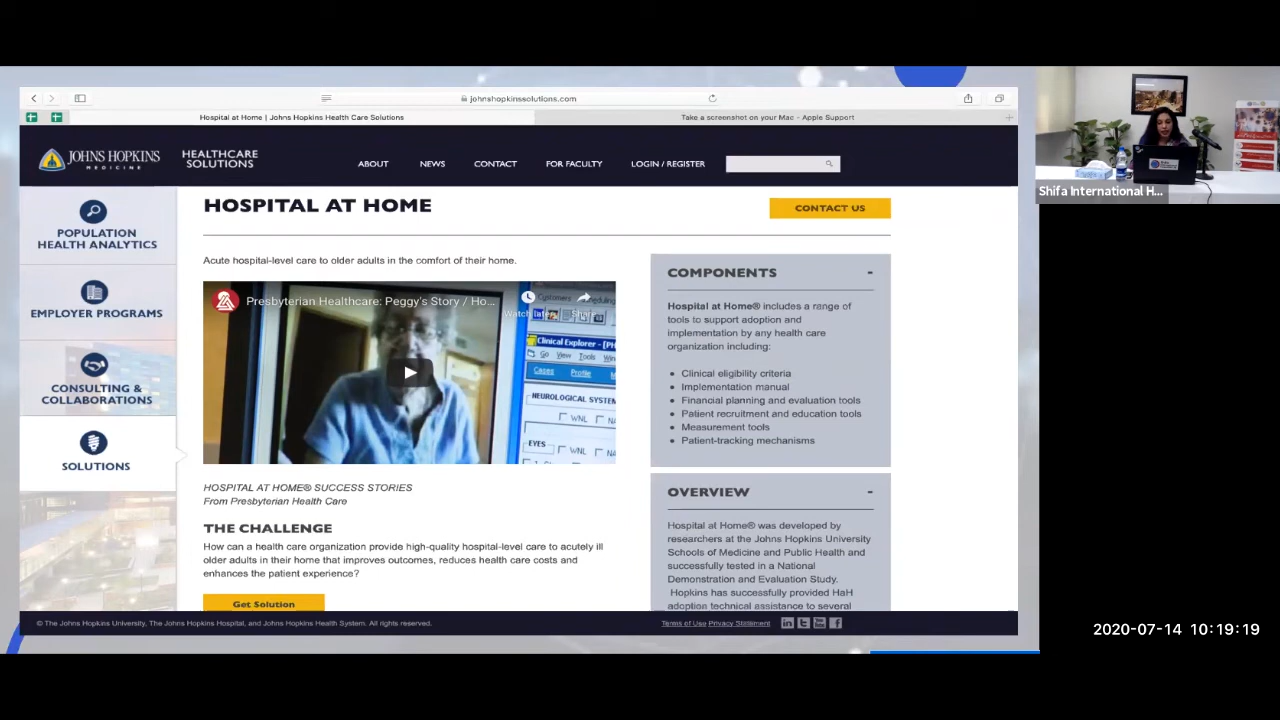 johnshopkinssolutions.com
Hospital at Home | Johns Hopkins Health Care Solutions
Take a screenshot on your Mac - Apple Support
JOHNS HOPKINS
MEDICINE
HEALTHCARE
SOLUTIONS
ABOUT
NEWS
CONTACT
FOR FACULTY
LOGIN / REGISTER
Shifa International H...
POPULATION
HEALTH ANALYTICS
EMPLOYER PROGRAMS
CONSULTING &
COLLABORATIONS
SOLUTIONS
HOSPITAL AT HOME
CONTACT US
Acute hospital-level care to older adults in the comfort of their home.
Presbyterian Healthcare: Peggy's Story / Ho...
Watch later
Share
Clinical Explorer - [PH
Go View Tools
Cases Profile
NEUROLOGICAL SYSTEM
WNL
EYES
WNL
HOSPITAL AT HOME® SUCCESS STORIES
From Presbyterian Health Care
THE CHALLENGE
How can a health care organization provide high-quality hospital-level care to acutely ill
older adults in their home that improves outcomes, reduces health care costs and
enhances the patient experience?
Get Solution
COMPONENTS -
Hospital at Home® includes a range of
tools to support adoption and
implementation by any health care
organization including:
• Clinical eligibility criteria
• Implementation manual
• Financial planning and evaluation tools
• Patient recruitment and education tools
• Measurement tools
• Patient-tracking mechanisms
OVERVIEW -
Hospital at Home® was developed by
researchers at the Johns Hopkins University
Schools of Medicine and Public Health and
successfully tested in a National
Demonstration and Evaluation Study.
Hopkins has successfully provided HaH
adoption technical assistance to several
© The Johns Hopkins University, The Johns Hopkins Hospital, and Johns Hopkins Health System. All rights reserved.
Terms of Use Privacy Statement
2020-07-14 10:19:19